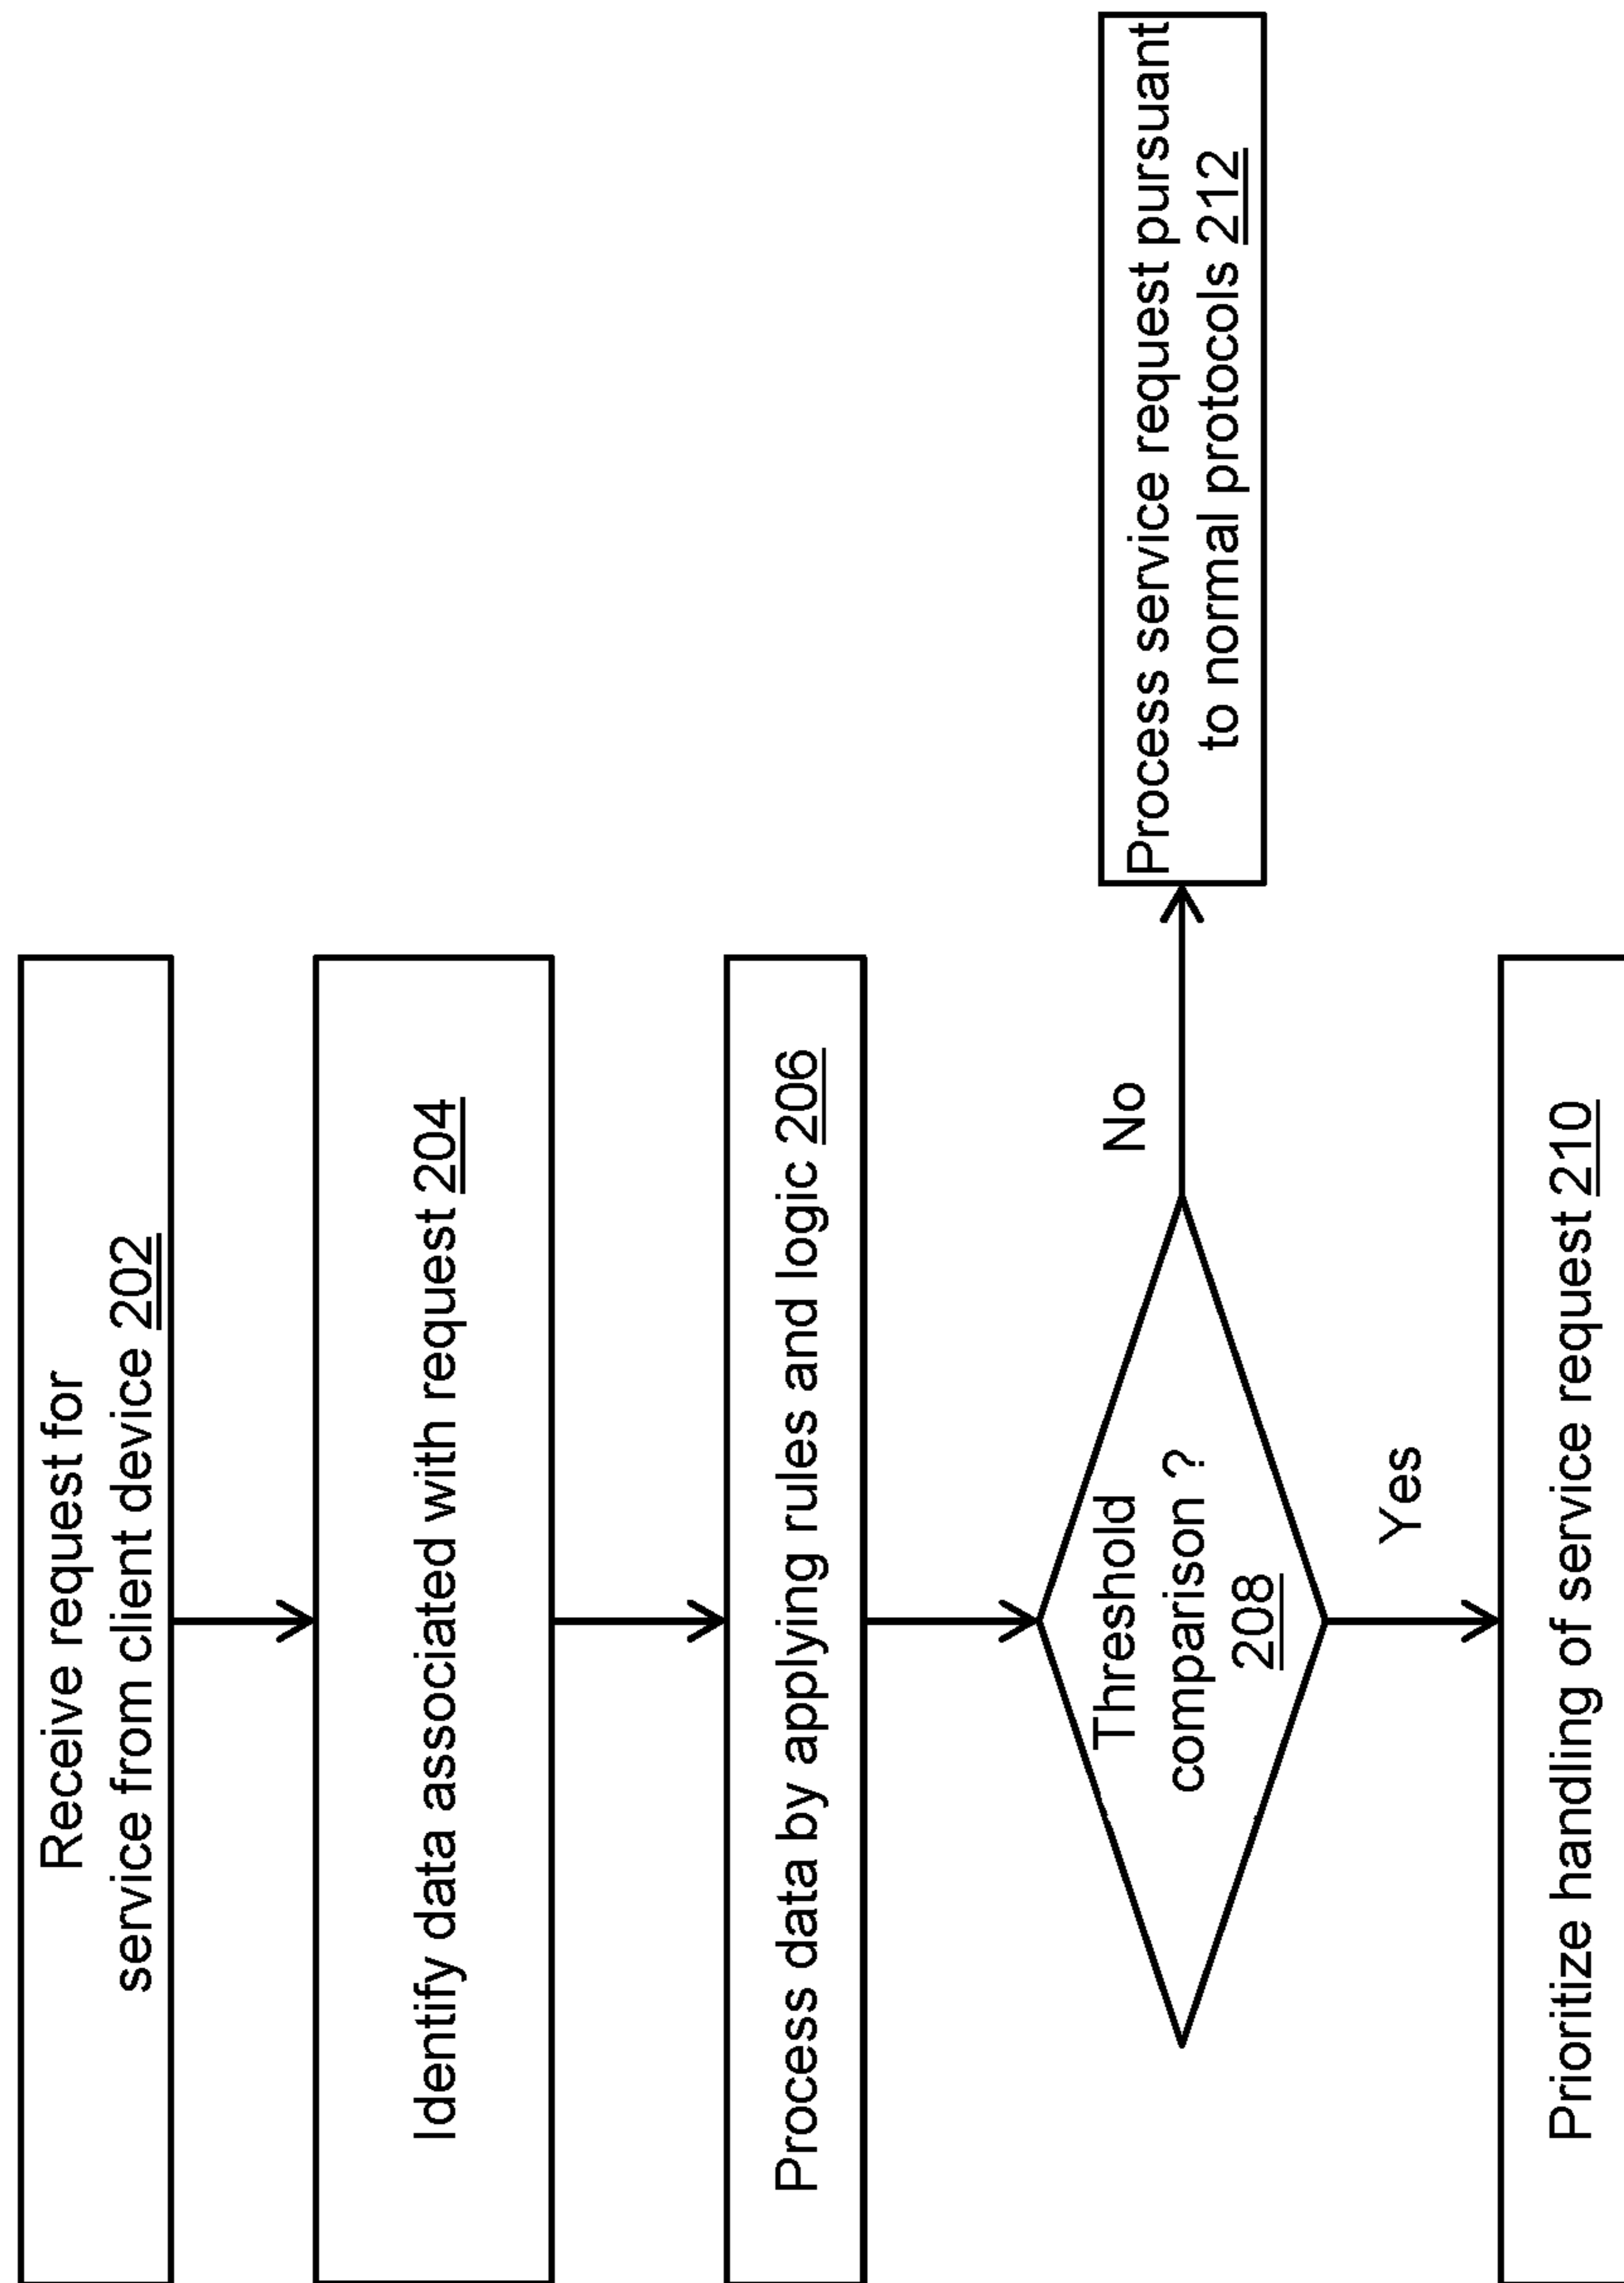 Receive request for
service from client device 202
Identify data associated with request 204
Process data by applying rules and logic 206
Threshold
comparison ?
208
No
Process service request pursuant
to normal protocols 212
Yes
Prioritize handling of service request 210